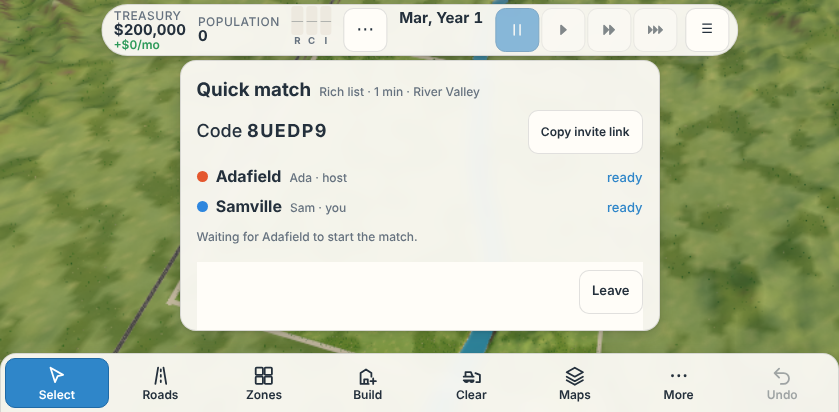 TREASURY
$200,000
+$0/mo
POPULATION
0
R C I
Mar, Year 1
Quick match Rich list · 1 min · River Valley
Code 8UEDP9
Copy invite link
Adafield Ada · host ready
Samville Sam · you ready
Waiting for Adafield to start the match.
Leave
Select
Roads
Zones
Build
Clear
Maps
More
Undo